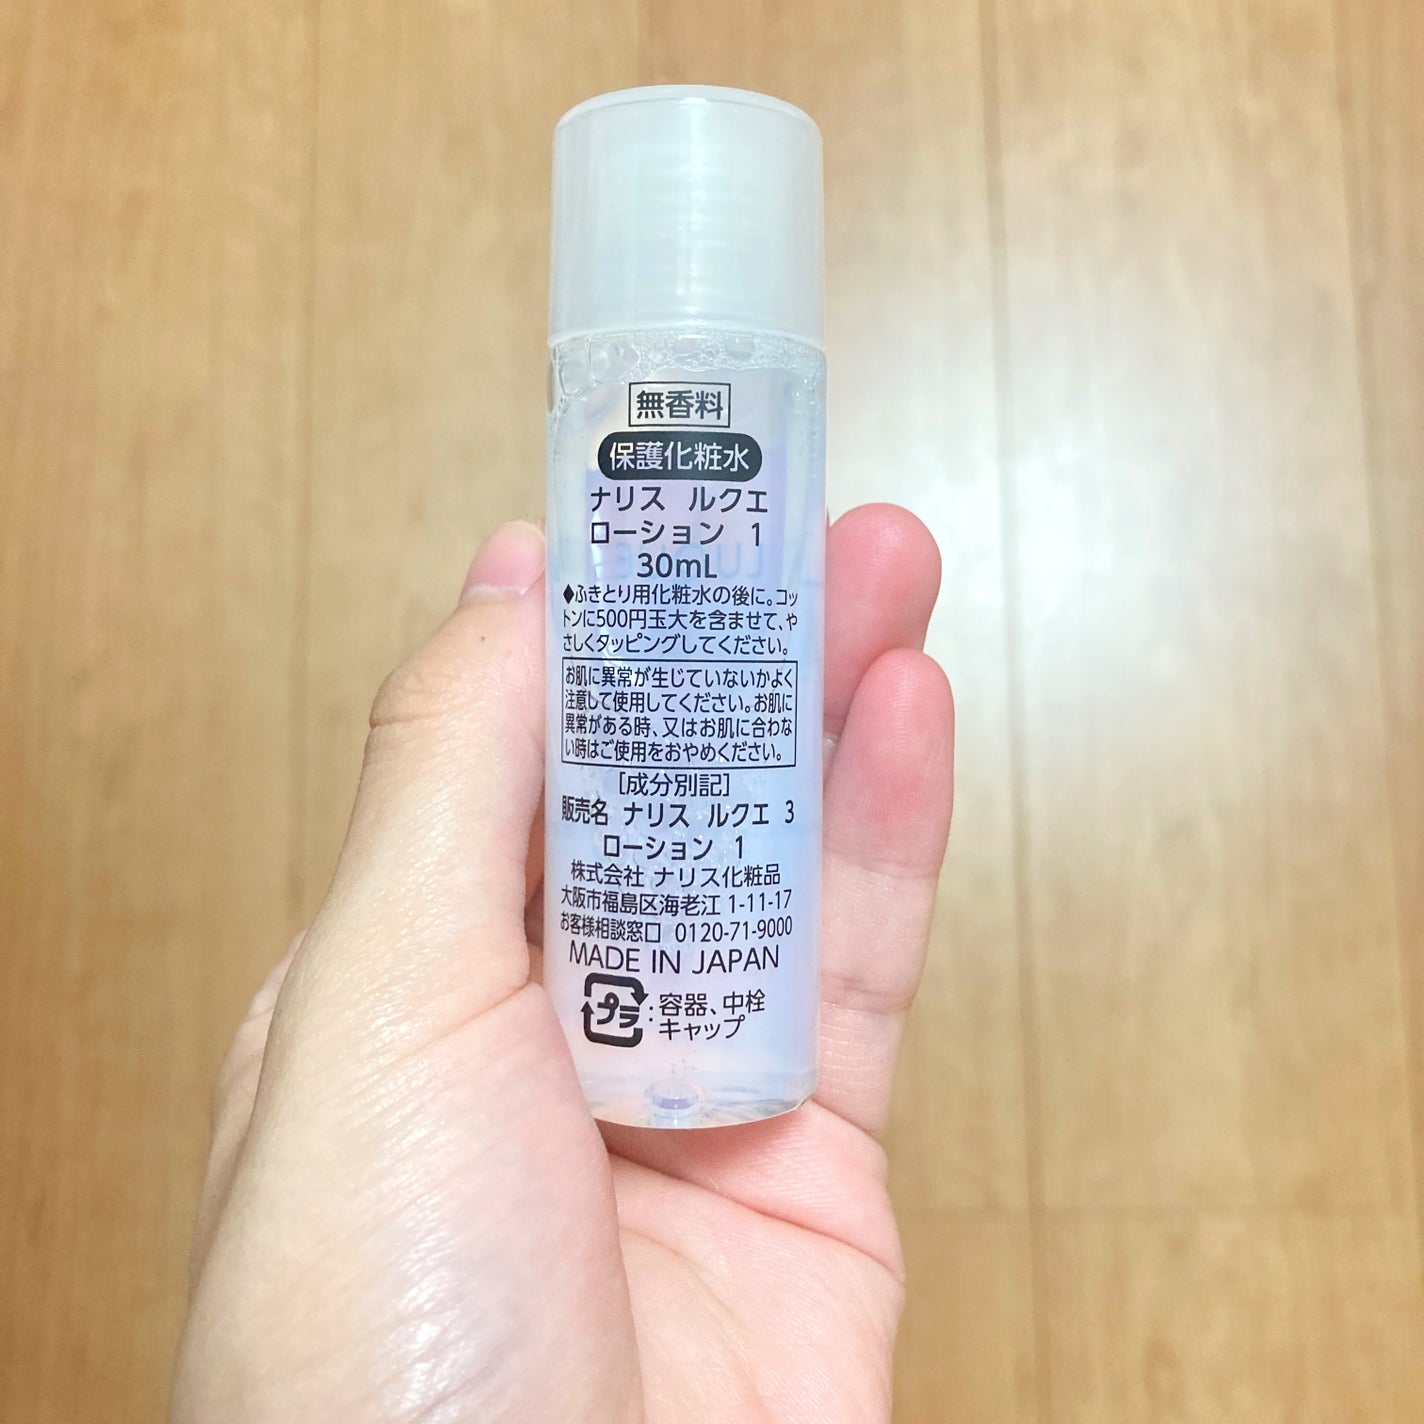 無香料
保護化粧水
ナリス ルクエ
ローション 1
30mL
◆ふきとり用化粧水の後に。コッ
トンに500円玉大を含ませて、や
さしくタッピングしてください。
お肌に異常が生じていないかよく
注意して使用してください。お肌に
異常がある時、又はお肌に合わな
い時はご使用をおやめください。
[成分別記]
販売名 ナリス ルクエ 3
ローション 1
株式会社 ナリス化粧品
大阪市福島区海老江 1-11-17
お客様相談窓口 0120-71-9000
MADE IN JAPAN
プラ : 容器、中栓
キャップ